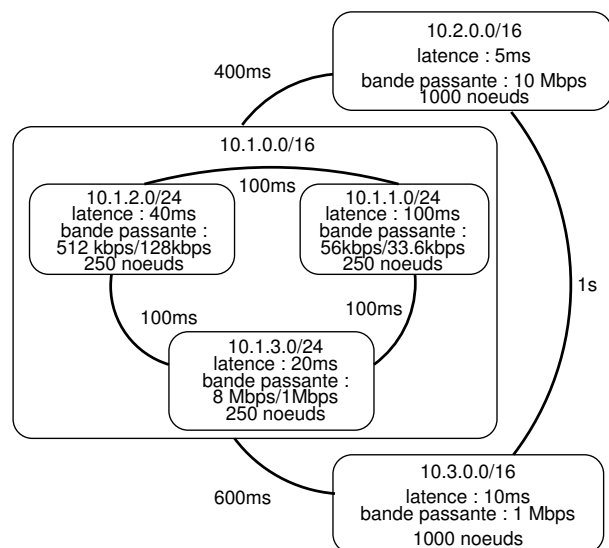 10.2.0.0/16
latence : 5ms
bande passante : 10 Mbps
1000 noeuds
400ms
10.1.0.0/16
100ms
10.1.2.0/24
latence : 40ms
bande passante :
512 kbps/128kbps
250 noeuds
10.1.1.0/24
latence : 100ms
bande passante :
56kbps/33.6kbps
250 noeuds
1s
100ms
100ms
10.1.3.0/24
latence : 20ms
bande passante :
8 Mbps/1Mbps
250 noeuds
600ms
10.3.0.0/16
latence : 10ms
bande passante : 1 Mbps
1000 noeuds